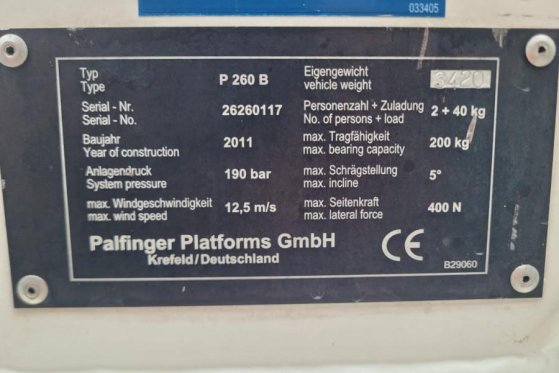 033405
Typ
Type
P 260 B
Eigengewicht
vehicle weight
3420
Serial - Nr.
Serial - No.
26260117
Personenzahl + Zuladung
No. of persons + load
2 + 40 kg
Baujahr
Year of construction
2011
max. Tragfähigkeit
max. bearing capacity
200 kg
Anlagendruck
System pressure
190 bar
max. Schrägstellung
max. incline
5°
max. Windgeschwindigkeit
max. wind speed
12,5 m/s
max. Seitenkraft
max. lateral force
400 N
Palfinger Platforms GmbH
Krefeld/Deutschland
CE
B29060